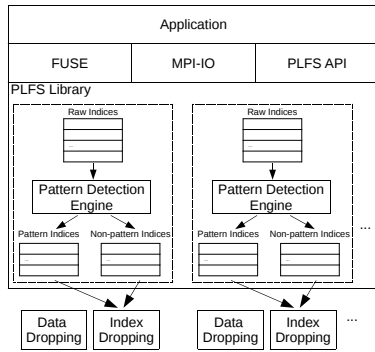 Application
FUSE
MPI-IO
PLFS API
PLFS Library
Raw Indices
...
Pattern Detection
Engine
Pattern Indices
Non-pattern Indices
...
...
Raw Indices
...
Pattern Detection
Engine
Pattern Indices
Non-pattern Indices
...
...
...
Data
Dropping
Index
Dropping
Data
Dropping
Index
Dropping
...